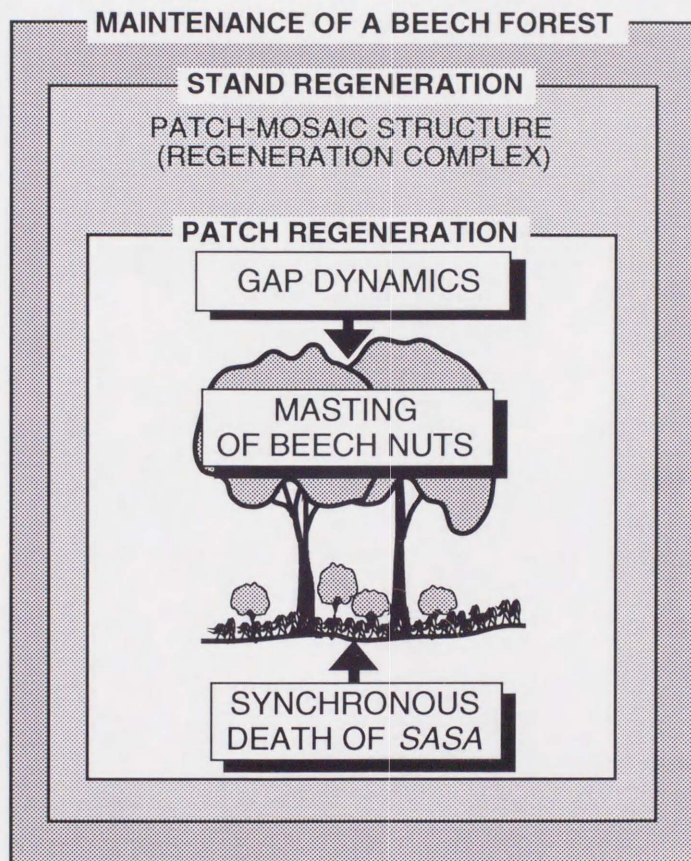 MAINTENANCE OF A BEECH FOREST
STAND REGENERATION
PATCH-MOSAIC STRUCTURE
(REGENERATION COMPLEX)
PATCH REGENERATION
GAP DYNAMICS
MASTING
OF BEECH NUTS
SYNCHRONOUS
DEATH OF SASA